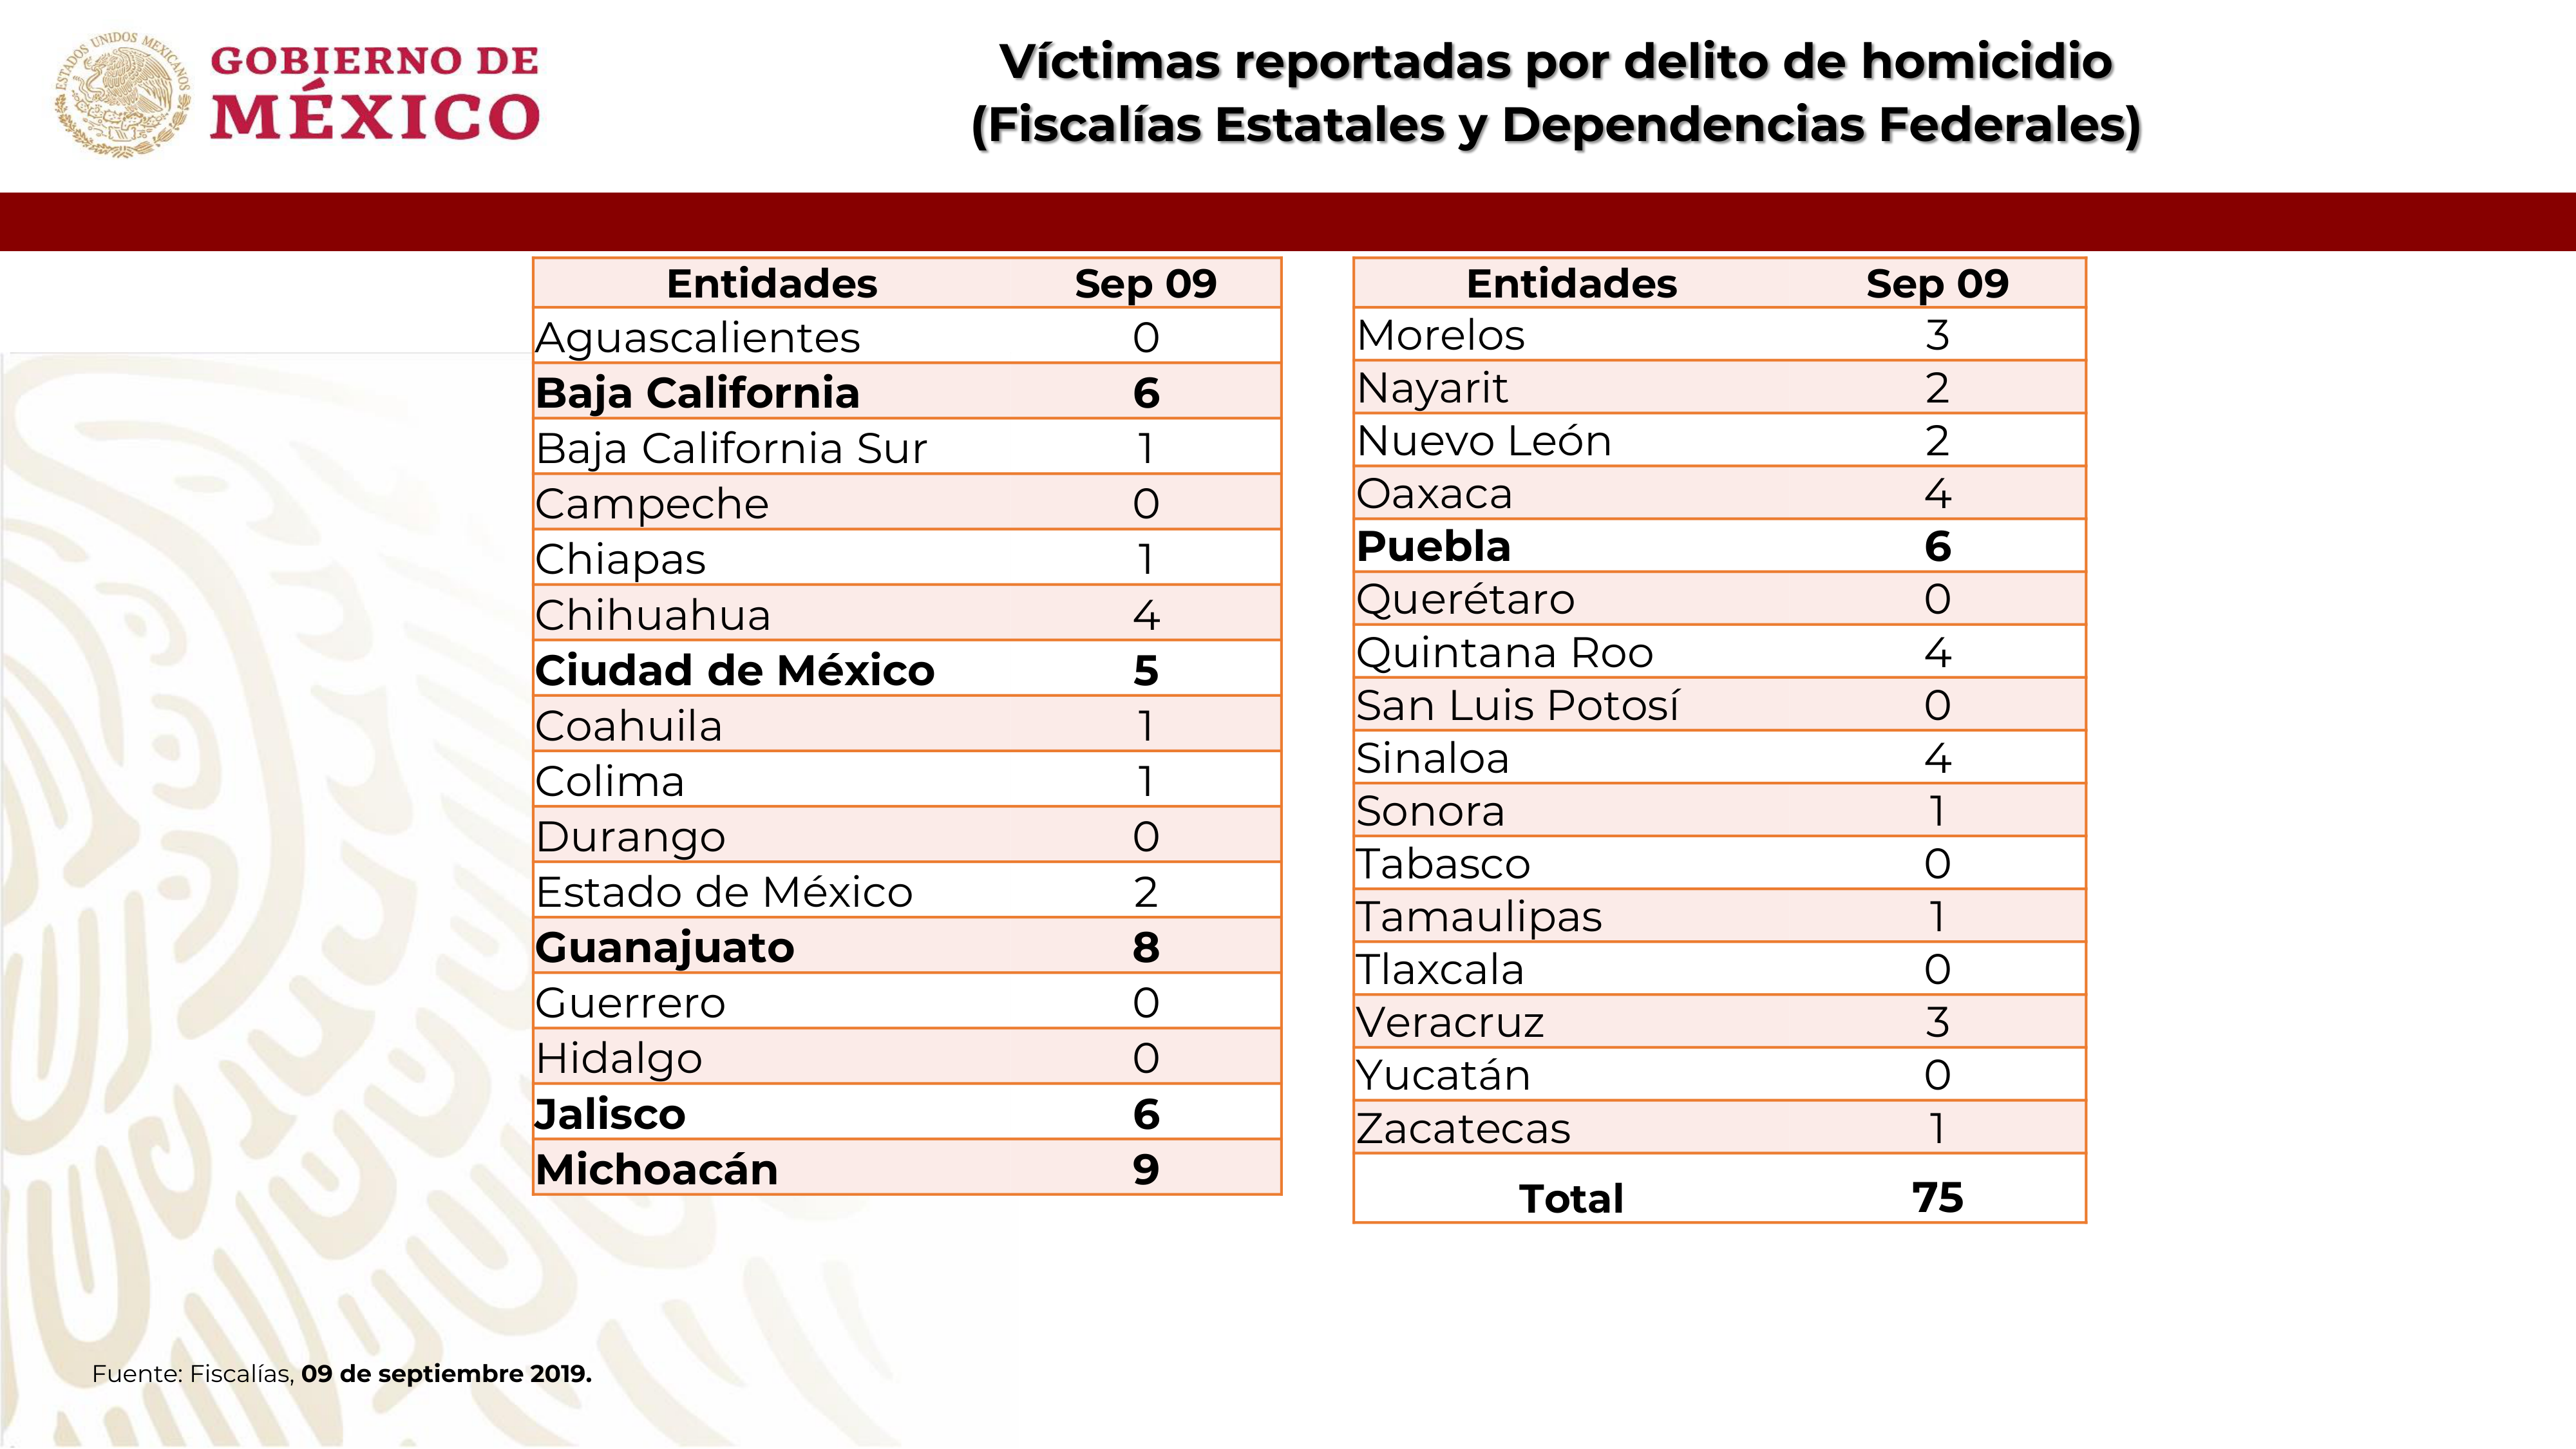 ESTADOS UNIDOS MEXICANOS
GOBIERNO DE
MÉXICO
Víctimas reportadas por delito de homicidio
(Fiscalías Estatales y Dependencias Federales)
Entidades Sep 09
Aguascalientes 0
Baja California 6
Baja California Sur 1
Campeche 0
Chiapas 1
Chihuahua 4
Ciudad de México 5
Coahuila 1
Colima 1
Durango 0
Estado de México 2
Guanajuato 8
Guerrero 0
Hidalgo 0
Jalisco 6
Michoacán 9
Entidades Sep 09
Morelos 3
Nayarit 2
Nuevo León 2
Oaxaca 4
Puebla 6
Querétaro 0
Quintana Roo 4
San Luis Potosí 0
Sinaloa 4
Sonora 1
Tabasco 0
Tamaulipas 1
Tlaxcala 0
Veracruz 3
Yucatán 0
Zacatecas 1
Total 75
Fuente: Fiscalías, 09 de septiembre 2019.